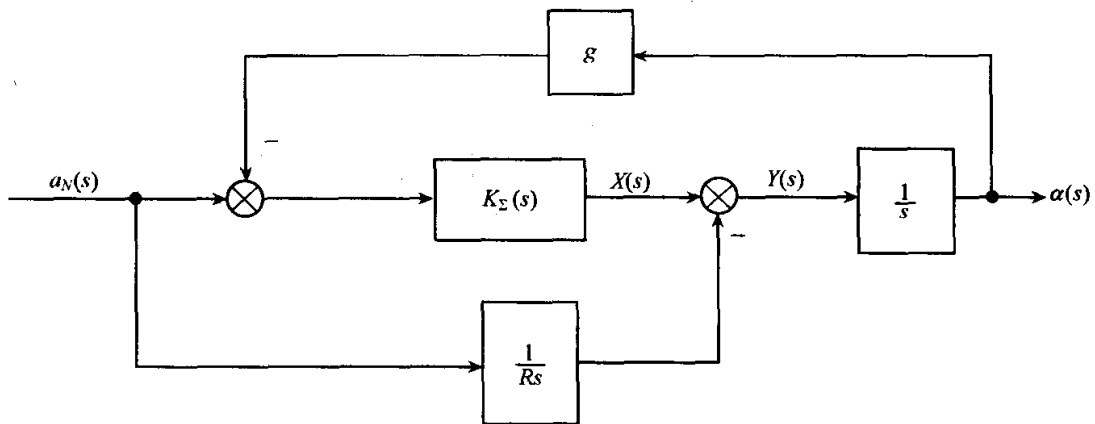 g
−
a_N(s)
K_Σ(s)
X(s)
Y(s)
1/s
α(s)
−
1/Rs